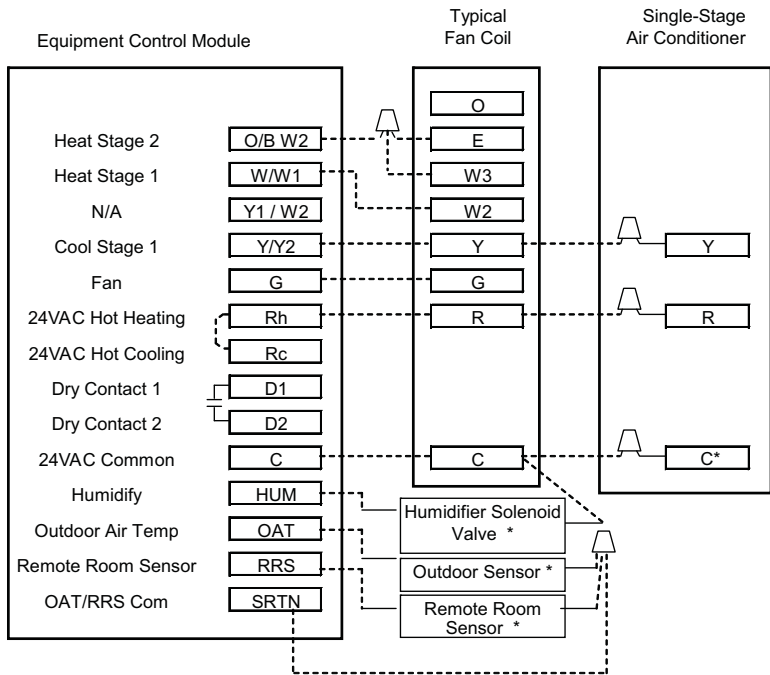 Typical
Fan Coil
Single-Stage
Air Conditioner
Equipment Control Module
O
Heat Stage 2 O/B W2 E
Heat Stage 1 W/W1 W3
N/A Y1 / W2 W2
Cool Stage 1 Y/Y2 Y Y
Fan G G
24VAC Hot Heating Rh R R
24VAC Hot Cooling Rc
Dry Contact 1 D1
Dry Contact 2 D2
24VAC Common C C C*
Humidify HUM
Humidifier Solenoid
Valve *
Outdoor Air Temp OAT
Outdoor Sensor *
Remote Room Sensor RRS
Remote Room
Sensor *
OAT/RRS Com SRTN